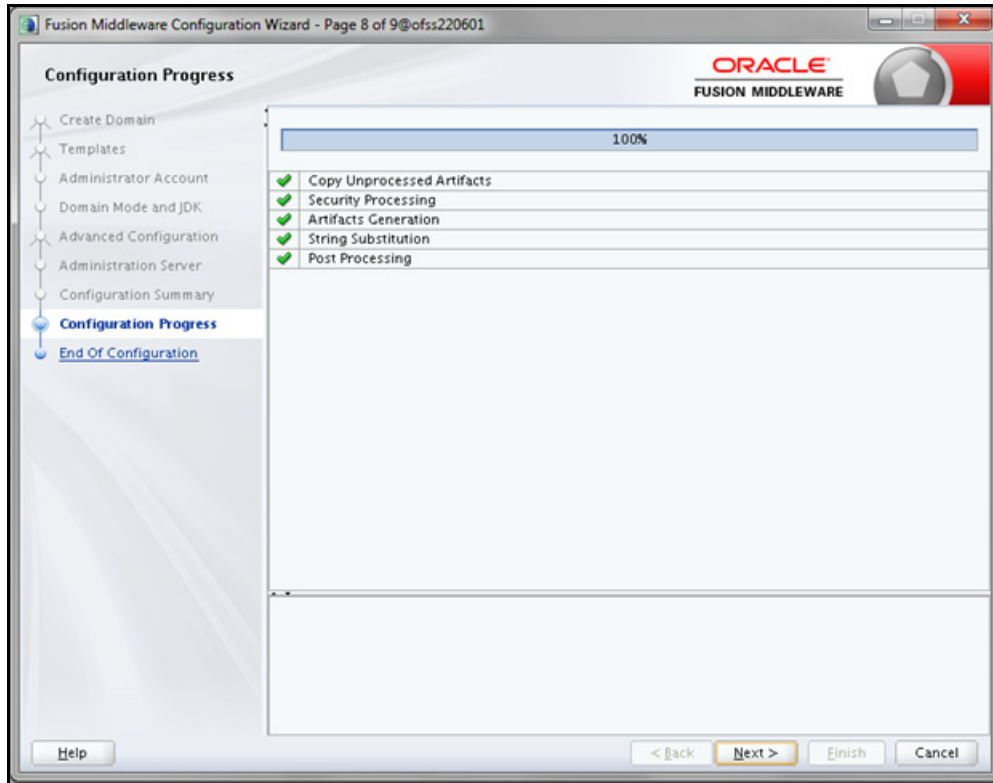 Fusion Middleware Configuration Wizard - Page 8 of 9@ofss220601
Configuration Progress
ORACLE
FUSION MIDDLEWARE
Create Domain
Templates
Administrator Account
Domain Mode and JDK
Advanced Configuration
Administration Server
Configuration Summary
Configuration Progress
End Of Configuration
100%
Copy Unprocessed Artifacts
Security Processing
Artifacts Generation
String Substitution
Post Processing
Help
< Back
Next >
Finish
Cancel